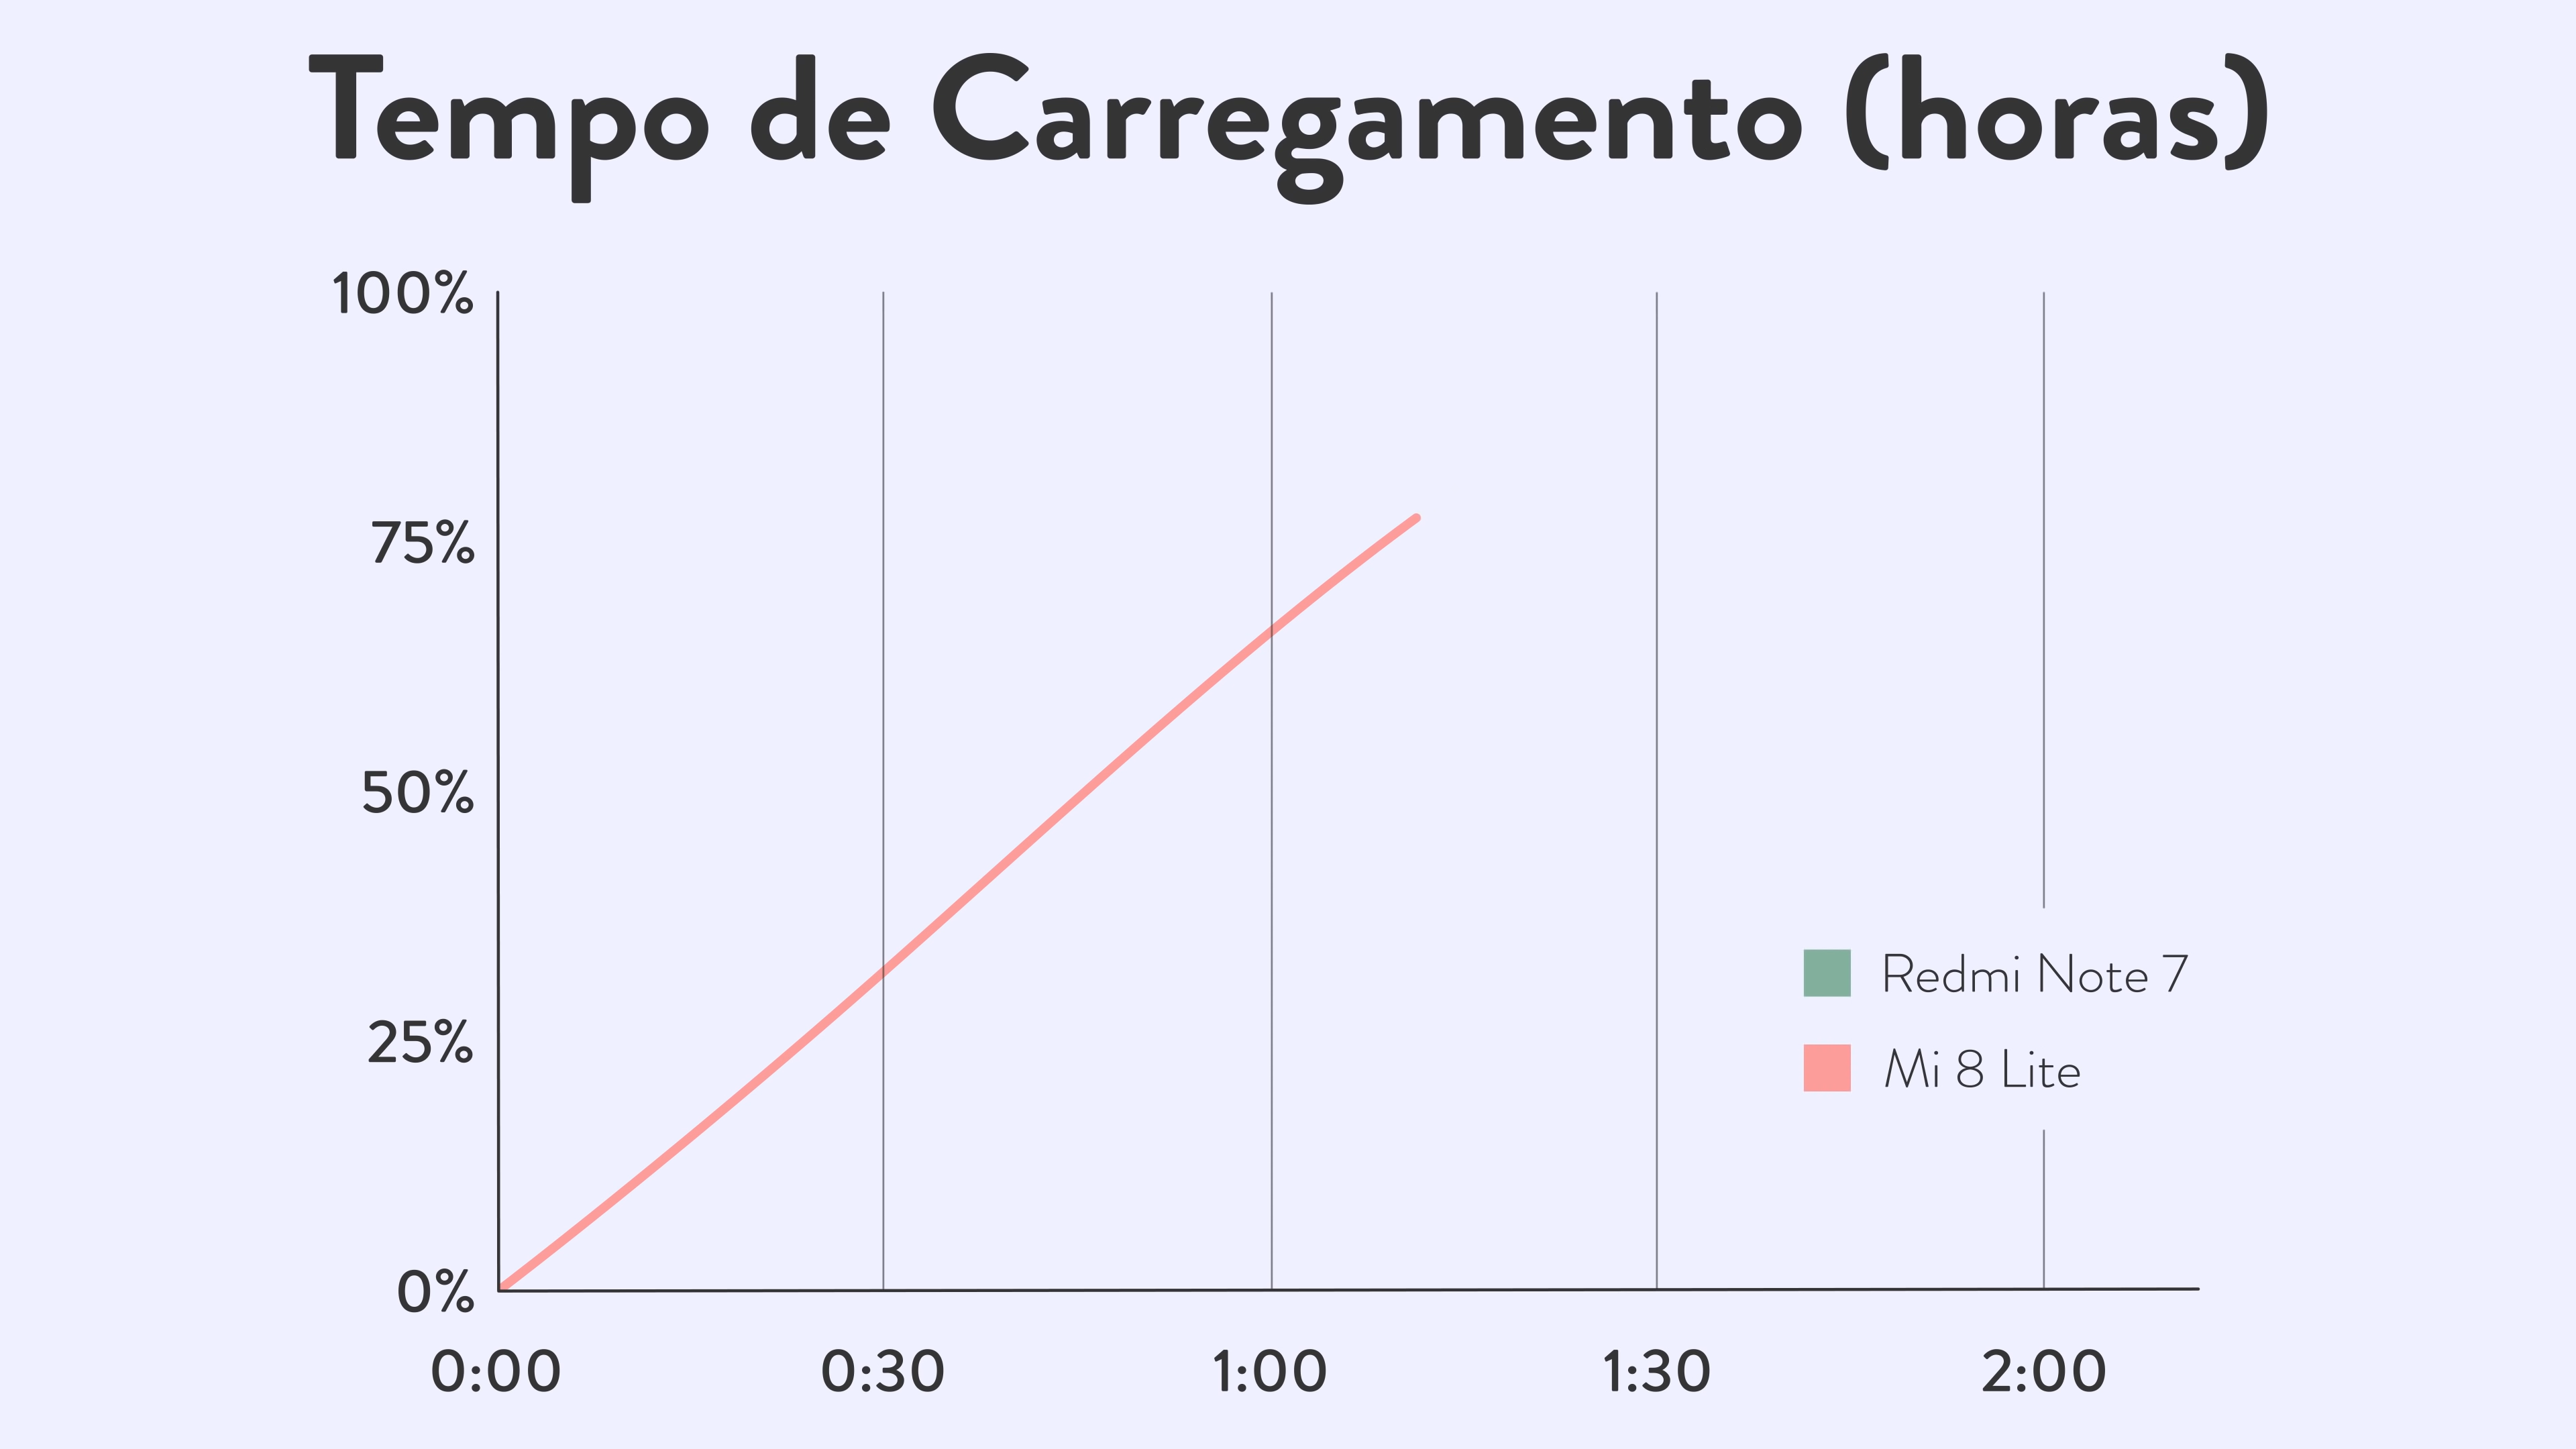 Tempo de Carregamento (horas)
100%
75%
50%
25%
0%
0:00 0:30 1:00 1:30 2:00
Redmi Note 7
Mi 8 Lite